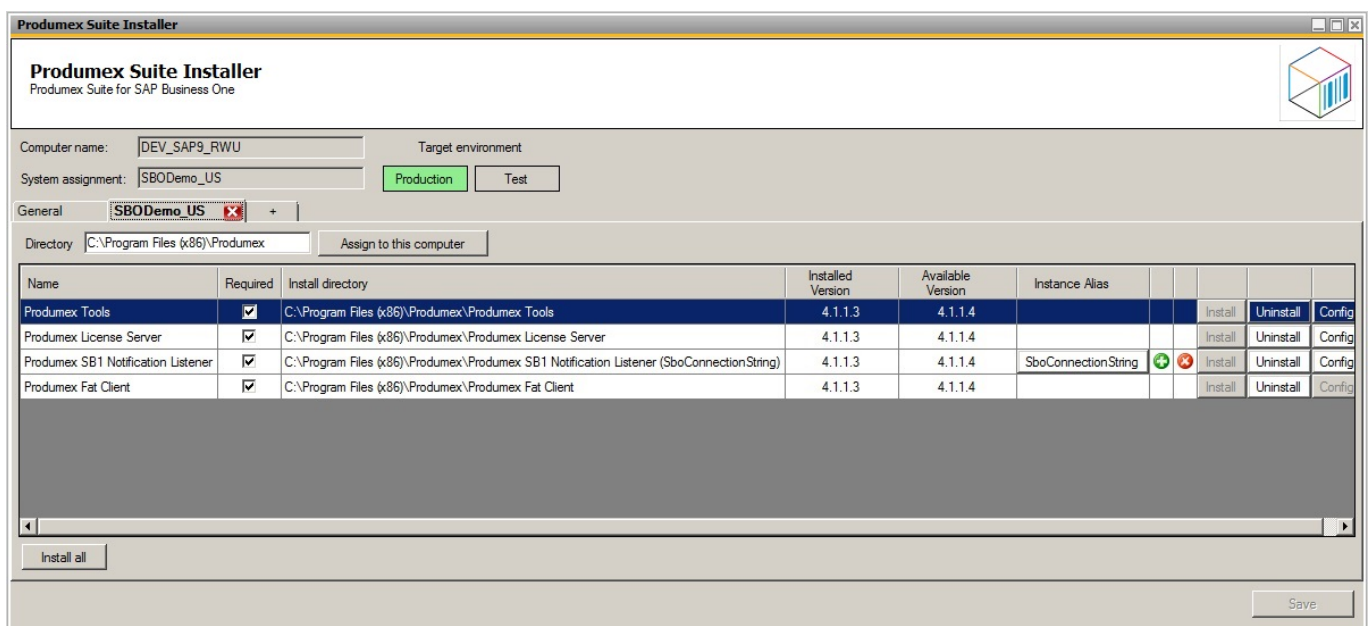 Produmex Suite Installer
Produmex Suite Installer
Produmex Suite for SAP Business One
Computer name: DEV_SAP9_RWU Target environment
System assignment: SBODemo_US Production Test
General SBODemo_US +
Directory C:\Program Files (x86)\Produmex Assign to this computer
Name Required Install directory Installed Version Available Version Instance Alias
Produmex Tools C:\Program Files (x86)\Produmex\Produmex Tools 4.1.1.3 4.1.1.4 Install Uninstall Config
Produmex License Server C:\Program Files (x86)\Produmex\Produmex License Server 4.1.1.3 4.1.1.4 Install Uninstall Config
Produmex SB1 Notification Listener C:\Program Files (x86)\Produmex\Produmex SB1 Notification Listener (SboConnectionString) 4.1.1.3 4.1.1.4 SboConnectionString Install Uninstall Config
Produmex Fat Client C:\Program Files (x86)\Produmex\Produmex Fat Client 4.1.1.3 4.1.1.4 Install Uninstall Config
Install all
Save